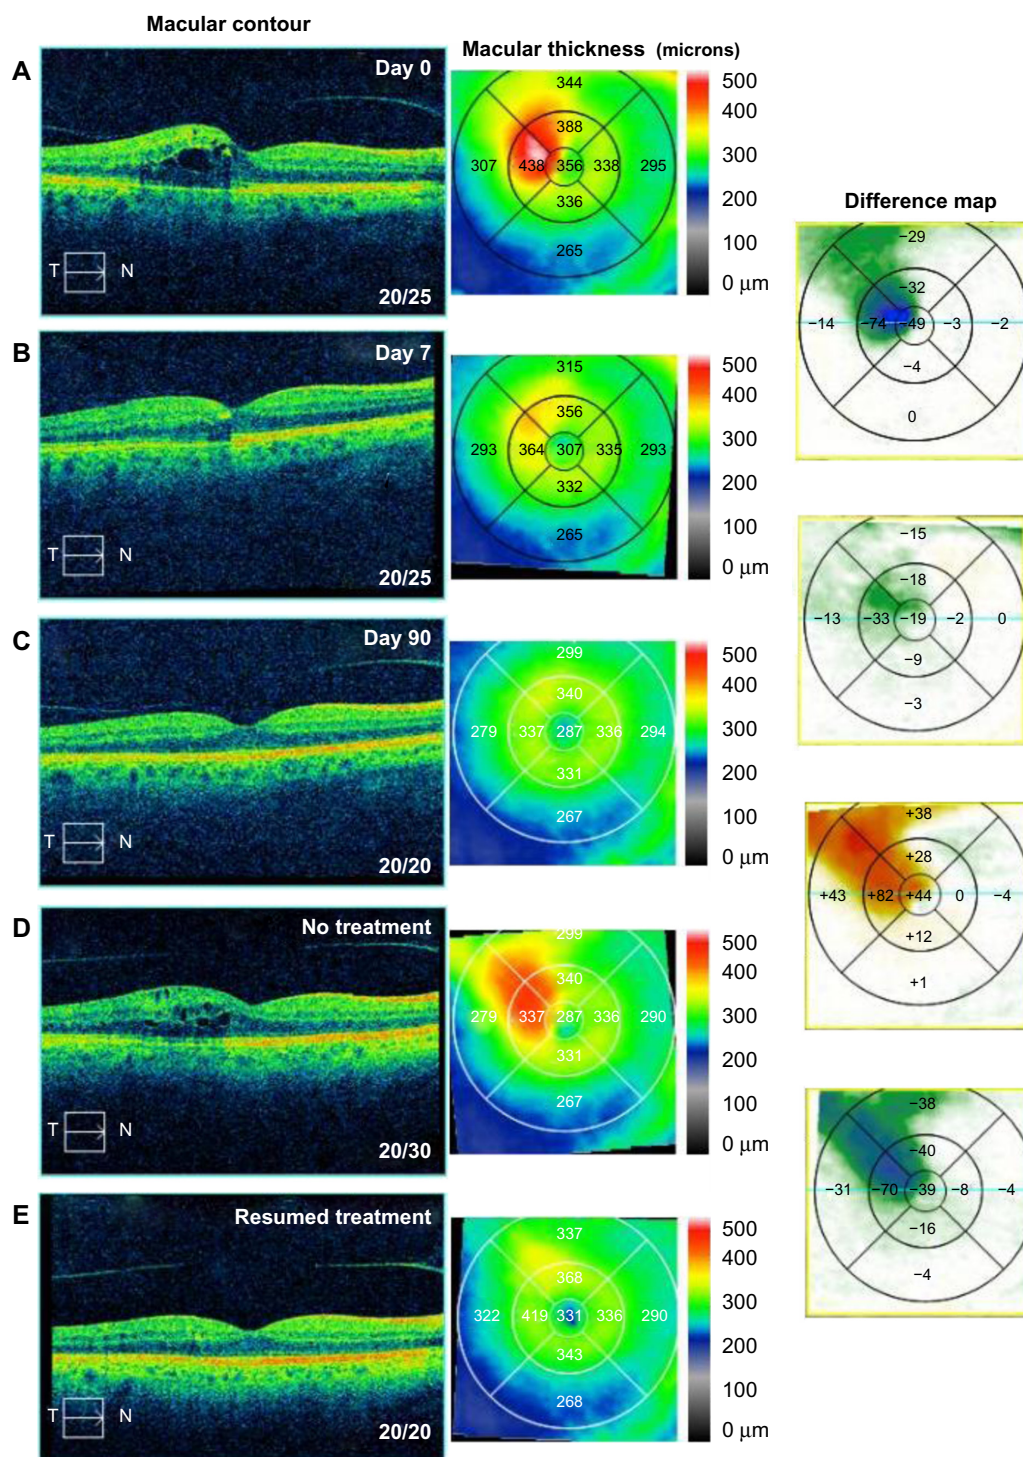 Macular contour
Macular thickness (microns)
Difference map
A
Day 0
T N
20/25
344
388
307 438 356 338 295
336
265
500
400
300
200
100
0 μm
−29
−32
−14 −74 −49 −3 −2
−4
0
B
Day 7
T N
20/25
315
356
293 364 307 335 293
332
265
500
400
300
200
100
0 μm
−15
−18
−13 −33 −19 −2 0
−9
−3
C
Day 90
T N
20/20
299
340
279 337 287 336 294
331
267
500
400
300
200
100
0 μm
+38
+28
+43 +82 +44 0 −4
+12
+1
D
No treatment
T N
20/30
299
340
279 337 287 336 290
331
267
500
400
300
200
100
0 μm
−38
−40
−31 −70 −39 −8 −4
−16
−4
E
Resumed treatment
T N
20/20
337
368
322 419 331 336 290
343
268
500
400
300
200
100
0 μm